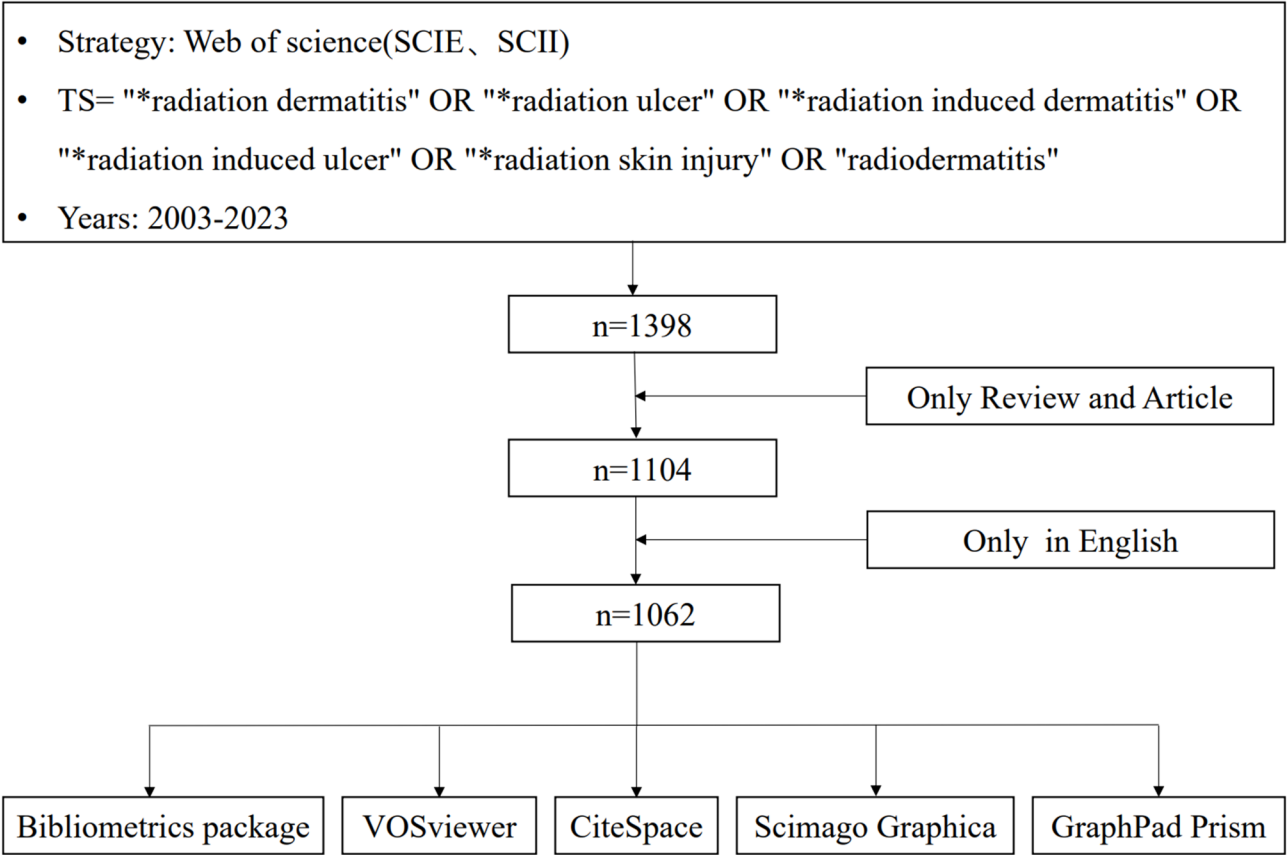 • Strategy: Web of science(SCIE、SCII)
• TS= "*radiation dermatitis" OR "*radiation ulcer" OR "*radiation induced dermatitis" OR
"*radiation induced ulcer" OR "*radiation skin injury" OR "radiodermatitis"
• Years: 2003-2023
n=1398
Only Review and Article
n=1104
Only in English
n=1062
Bibliometrics package
VOSviewer
CiteSpace
Scimago Graphica
GraphPad Prism